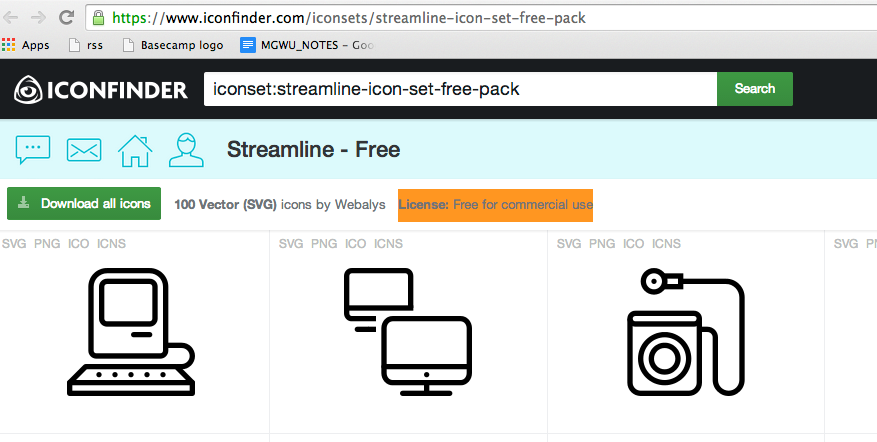 https://www.iconfinder.com/iconsets/streamline-icon-set-free-pack
Apps rss Basecamp logo MGWU_NOTES – Goo
ICONFINDER iconset:streamline-icon-set-free-pack Search
Streamline - Free
Download all icons 100 Vector (SVG) icons by Webalys License: Free for commercial use
SVG PNG ICO ICNS SVG PNG ICO ICNS SVG PNG ICO ICNS SVG